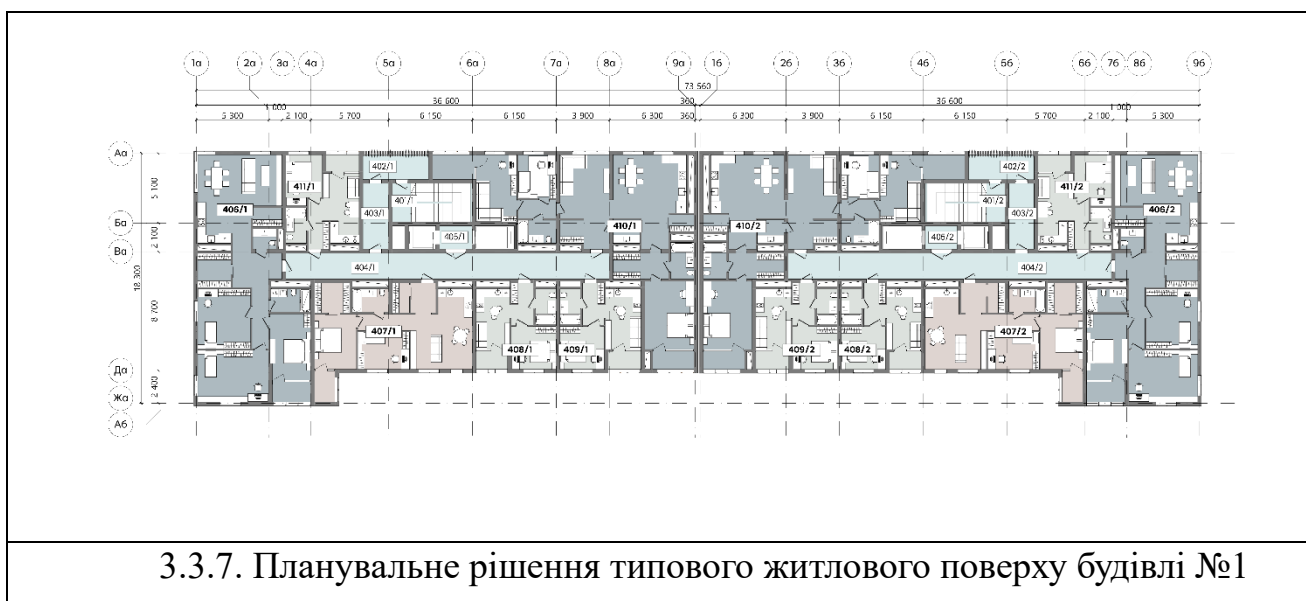 1а 2а 3а 4а 5а 6а 7а 8а 9а 1б 2б 3б 4б 5б 6б 7б 8б 9б
73 560
1 000 36 600 360 36 600 1 000
5 300 2 100 5 700 6 150 6 150 3 900 6 300 360 6 300 3 900 6 150 6 150 5 700 2 100 5 300
Аа
Ба
Ва
Да
Жа
Аб
18 300
5 100
2 100
8 700
2 400
402/1 402/2
411/1 411/2
401/1 401/2
406/1 403/1 403/2 406/2
410/1 410/2
405/1
404/1 404/2
407/1 407/2
408/1 409/1 409/2 408/2
3.3.7. Планувальне рішення типового житлового поверху будівлі №1